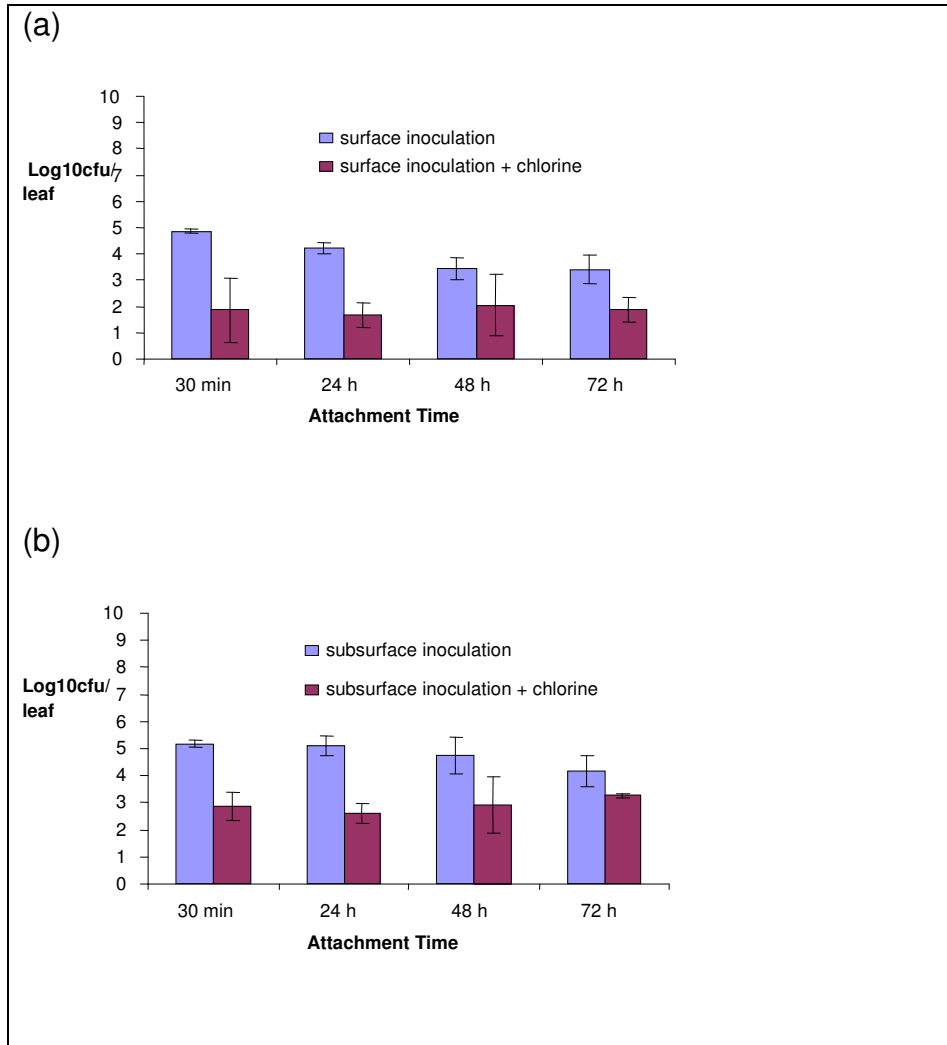 (a)
10
9
8
7
6
5
4
3
2
1
0
Log10cfu/
leaf
surface inoculation
surface inoculation + chlorine
30 min 24 h 48 h 72 h
Attachment Time
(b)
10
9
8
7
6
5
4
3
2
1
0
Log10cfu/
leaf
subsurface inoculation
subsurface inoculation + chlorine
30 min 24 h 48 h 72 h
Attachment Time